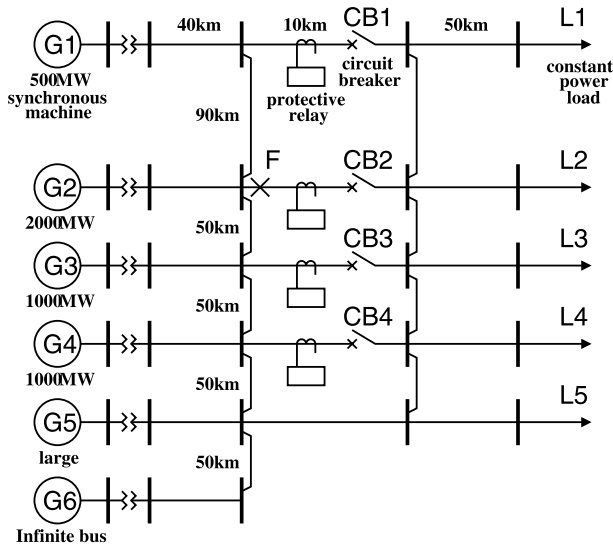 40km 10km CB1 50km L1
G1
500MW
synchronous
machine
circuit
breaker
protective
relay
constant
power
load
90km
F CB2 L2
G2
2000MW
50km CB3 L3
G3
1000MW
50km CB4 L4
G4
1000MW
50km L5
G5
large
50km
G6
Infinite bus